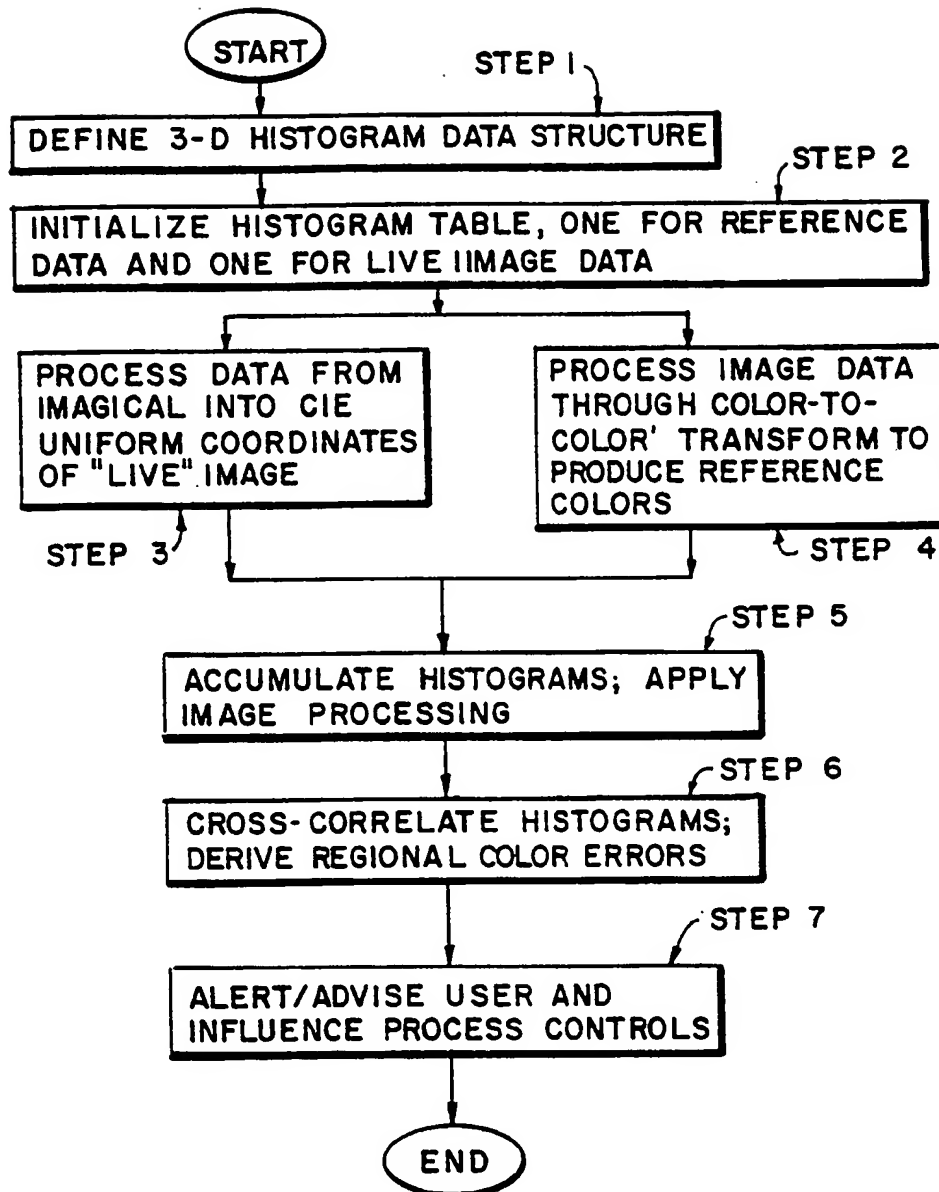 START
STEP 1
DEFINE 3-D HISTOGRAM DATA STRUCTURE
STEP 2
INITIALIZE HISTOGRAM TABLE, ONE FOR REFERENCE
DATA AND ONE FOR LIVE IIMAGE DATA
PROCESS DATA FROM
IMAGICAL INTO CIE
UNIFORM COORDINATES
OF "LIVE" IMAGE
STEP 3
PROCESS IMAGE DATA
THROUGH COLOR-TO-
COLOR' TRANSFORM TO
PRODUCE REFERENCE
COLORS
STEP 4
STEP 5
ACCUMULATE HISTOGRAMS; APPLY
IMAGE PROCESSING
STEP 6
CROSS-CORRELATE HISTOGRAMS;
DERIVE REGIONAL COLOR ERRORS
STEP 7
ALERT/ADVISE USER AND
INFLUENCE PROCESS CONTROLS
END